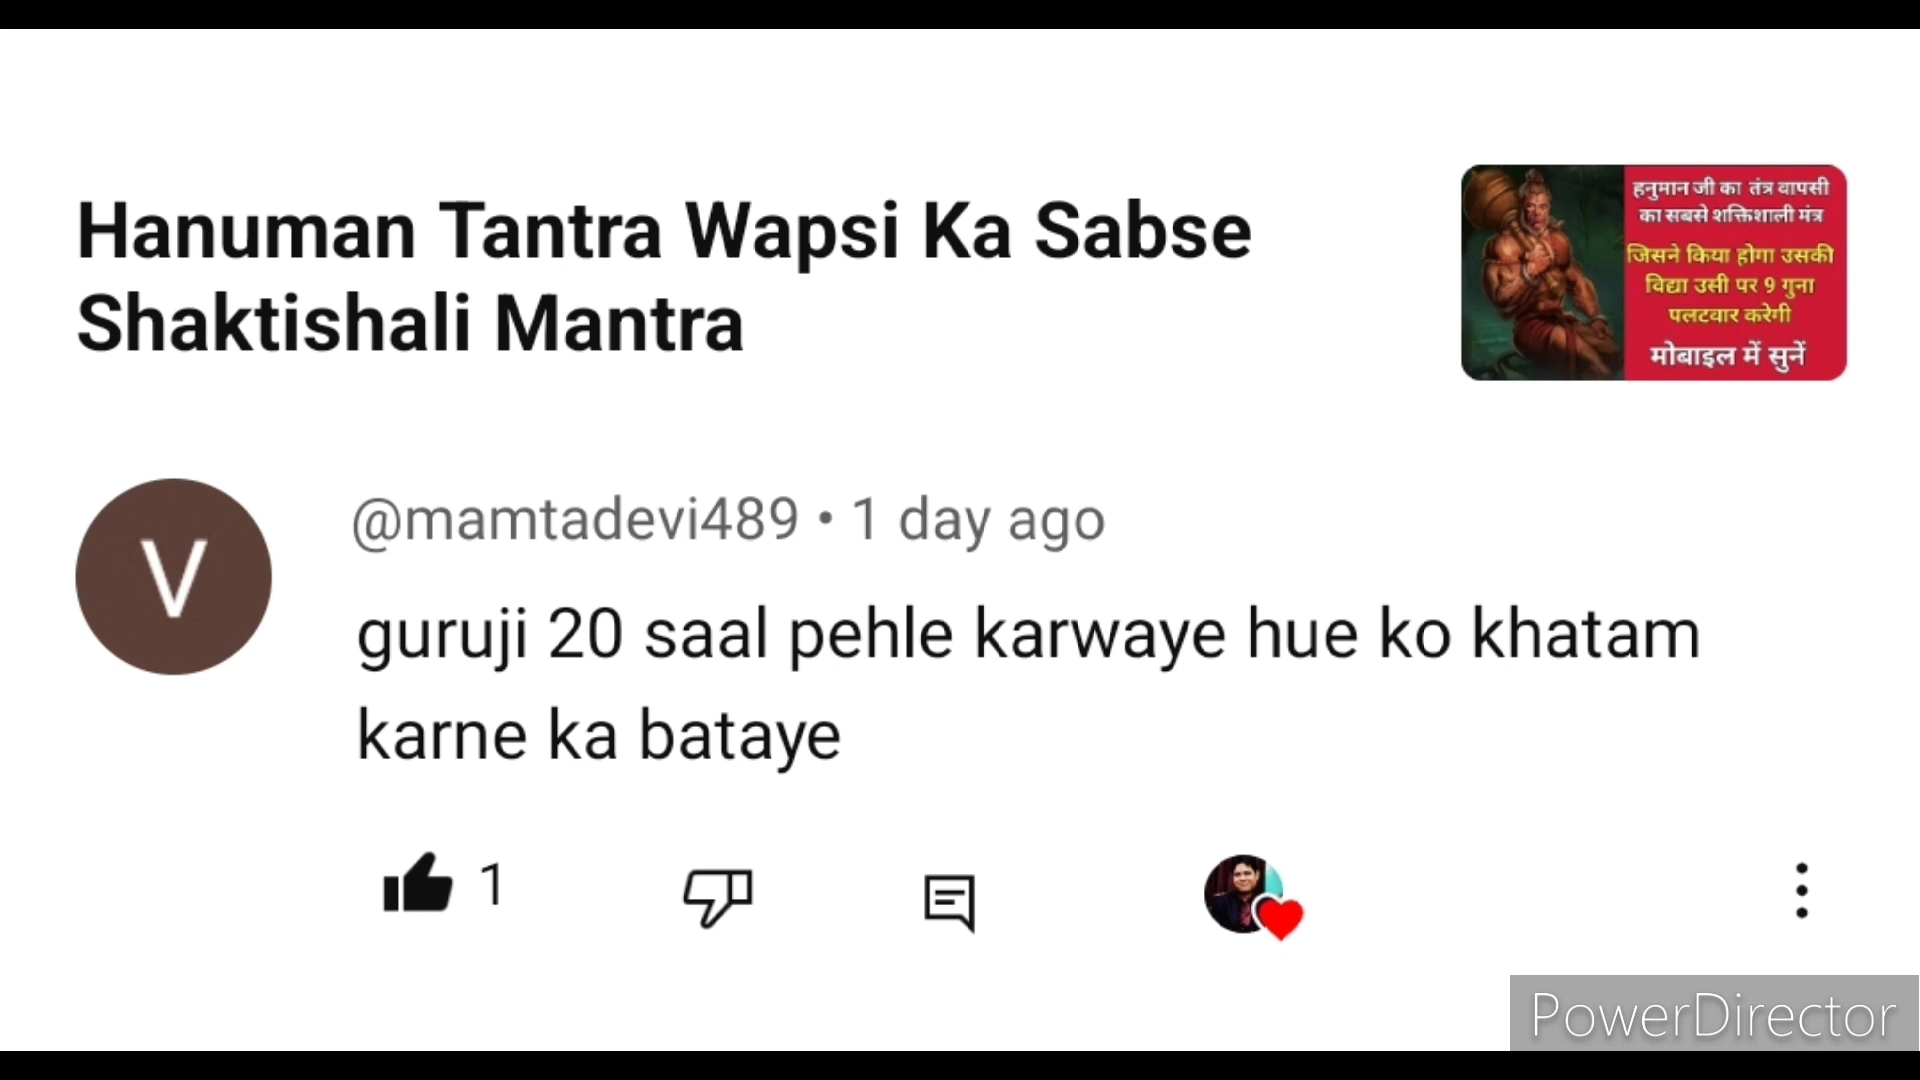 Hanuman Tantra Wapsi Ka Sabse
Shaktishali Mantra
हनुमान जी का तंत्र वापसी
का सबसे शक्तिशाली मंत्र
जिसने किया होगा उसकी
विद्या उसी पर 9 गुना
पलटवार करेगी
मोबाइल में सुनें
V
@mamtadevi489 • 1 day ago
guruji 20 saal pehle karwaye hue ko khatam
karne ka bataye
1
PowerDirector